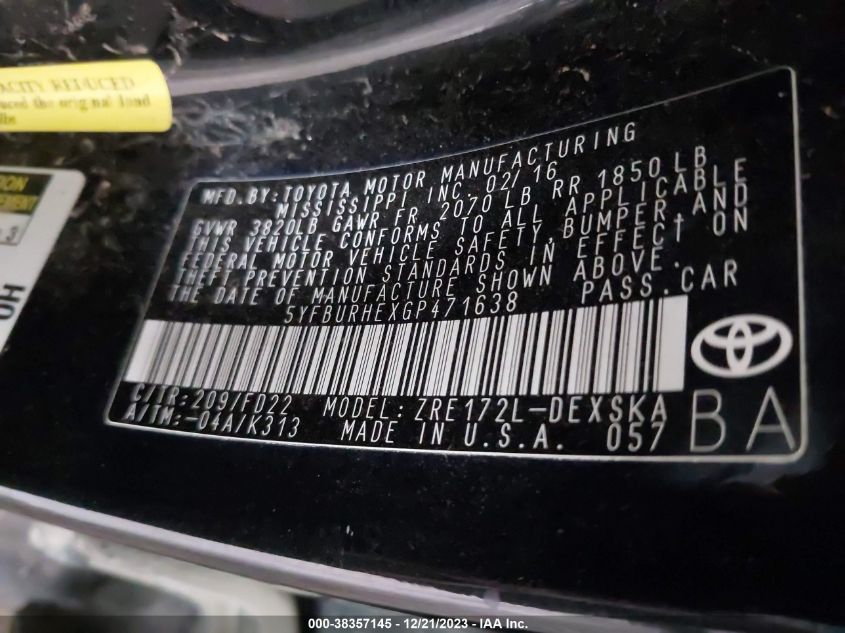 ACITY REDUCED
uced the original load
lbs
MFD. BY: TOYOTA MOTOR MANUFACTURING
MISSISSIPPI INC 02/16
GVWR 3820LB GAWR FR 2070 LB RR 1850 LB
THIS VEHICLE CONFORMS TO ALL APPLICABLE
FEDERAL MOTOR VEHICLE SAFETY, BUMPER, AND
THEFT PREVENTION STANDARDS IN EFFECT ON
THE DATE OF MANUFACTURE SHOWN ABOVE.
5YFBURHEXGP471638 PASS. CAR
C/TR: 209/FD22 MODEL: ZRE172L-DEXSKA
A/TM: -04A/K313 MADE IN U.S.A. 057
BA
000-38357145 - 12/21/2023 - IAA Inc.